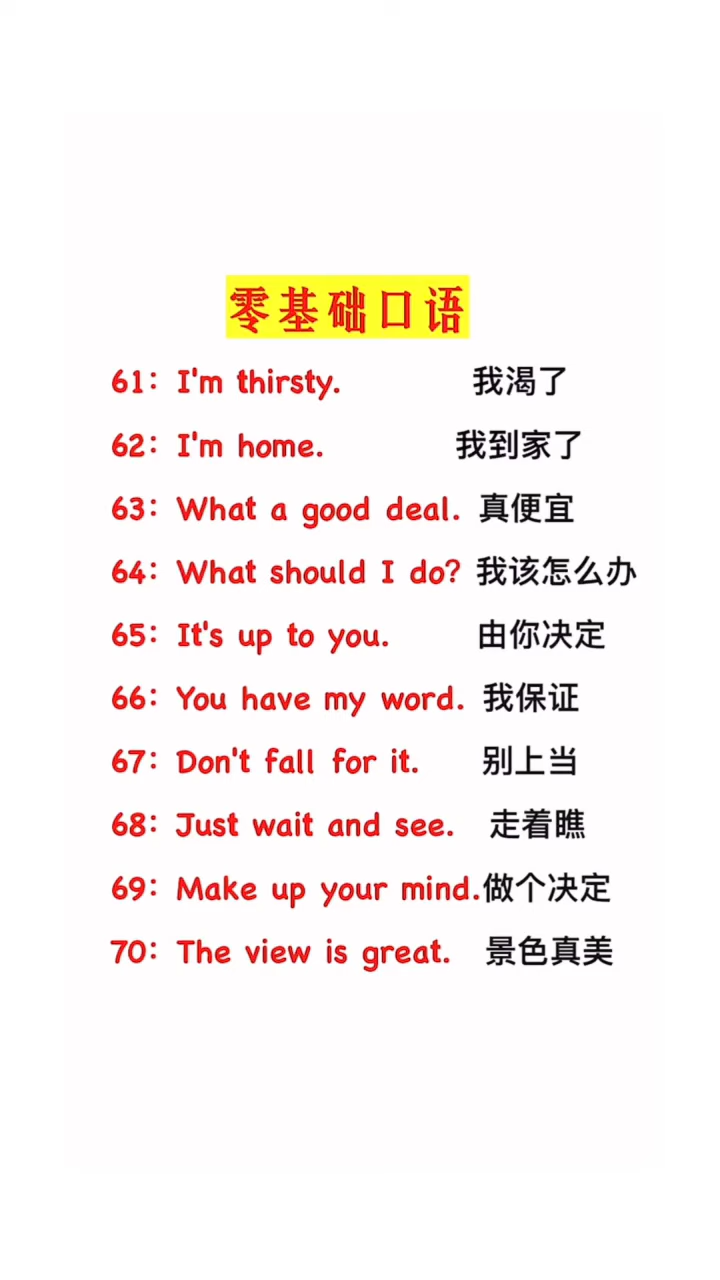 零基础口语
61: I'm thirsty. 我渴了
62: I'm home. 我到家了
63: What a good deal. 真便宜
64: What should I do? 我该怎么办
65: It's up to you. 由你决定
66: You have my word. 我保证
67: Don't fall for it. 别上当
68: Just wait and see. 走着瞧
69: Make up your mind.做个决定
70: The view is great. 景色真美